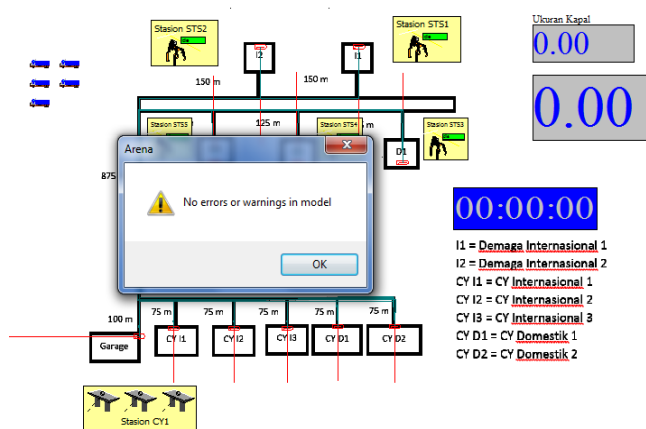 Ukuran Kapal
0.00
0.00
Stasion STS2
Idle
I2
I1
Stasion STS1
Idle
150 m
150 m
125 m
Stasion STS5
Stasion STS4
Stasion STS3
D1
875
Arena
No errors or warnings in model
OK
00:00:00
I1 = Demaga Internasional 1
I2 = Demaga Internasional 2
CY I1 = CY Internasional 1
CY I2 = CY Internasional 2
CY I3 = CY Internasional 3
CY D1 = CY Domestik 1
CY D2 = CY Domestik 2
100 m
75 m
75 m
75 m
75 m
75 m
Garage
CY I1
CY I2
CY I3
CY D1
CY D2
Stasion CY1